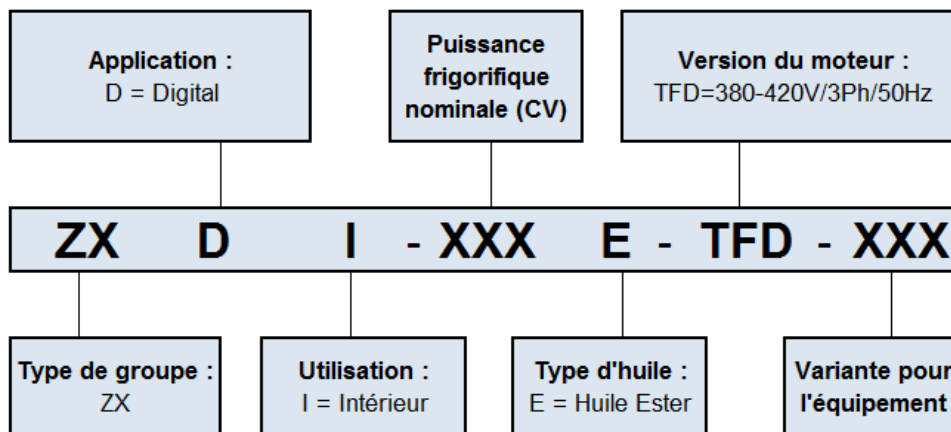 Application :
D = Digital
Puissance
frigorifique
nominale (CV)
Version du moteur :
TFD=380-420V/3Ph/50Hz
ZX D I - XXX E - TFD - XXX
Type de groupe :
ZX
Utilisation :
I = Intérieur
Type d'huile :
E = Huile Ester
Variante pour
l'équipement